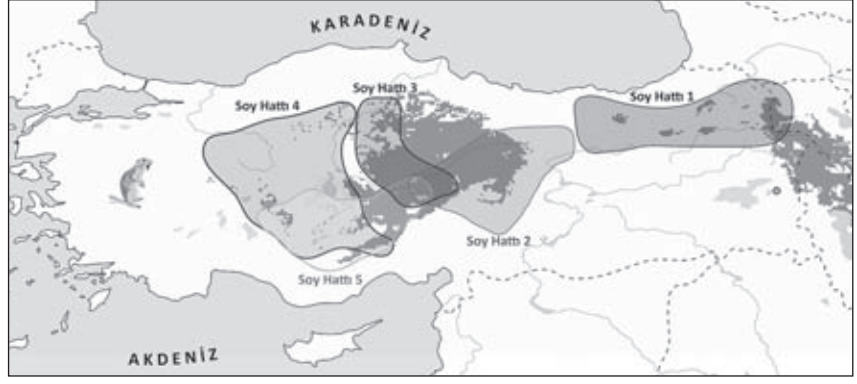 KARADENİZ
Soy Hattı 3
Soy Hattı 4
Soy Hattı 1
Soy Hattı 2
Soy Hattı 5
AKDENİZ